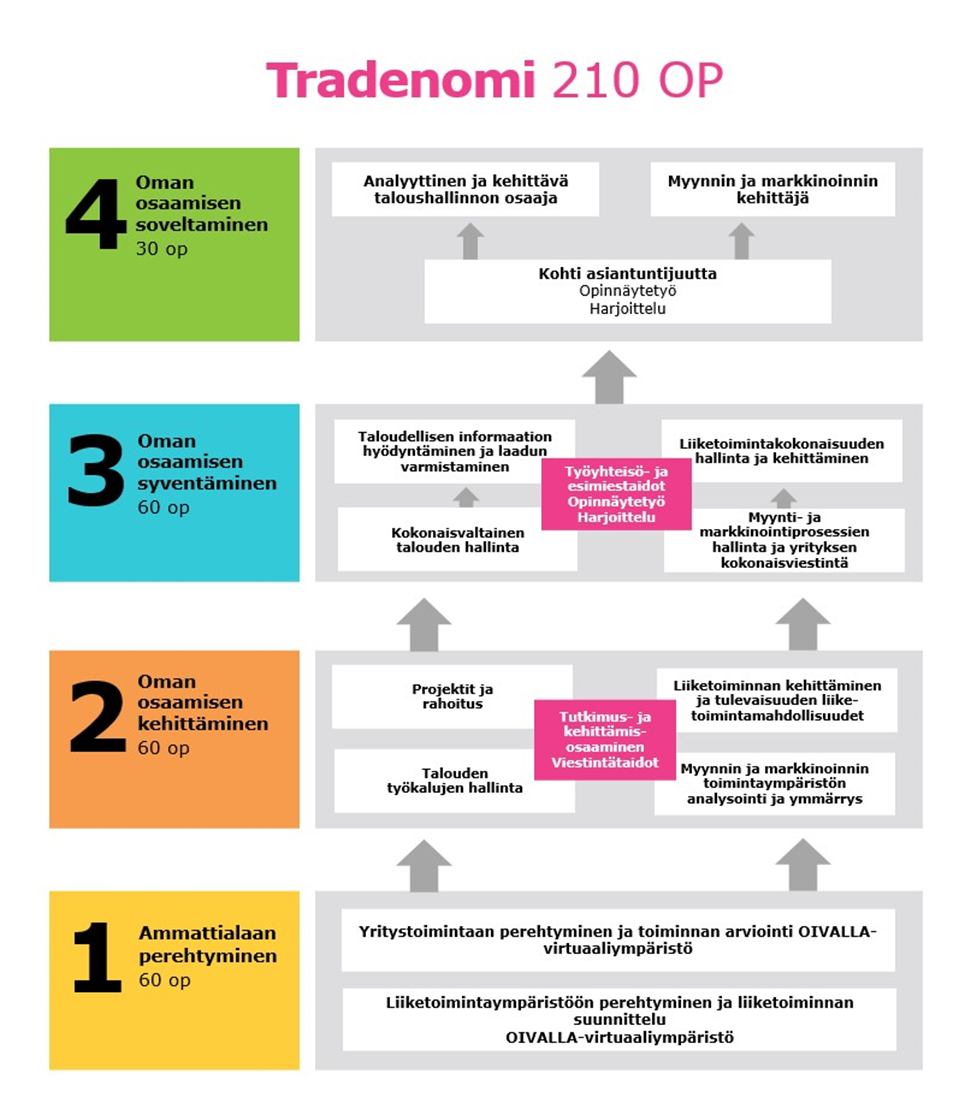 Tradenomi 210 OP
4
Oman
osaamisen
soveltaminen
30 op
Analyyttinen ja kehittävä
taloushallinnon osaaja
Myynnin ja markkinoinnin
kehittäjä
Kohti asiantuntijuutta
Opinnäytetyö
Harjoittelu
3
Oman
osaamisen
syventäminen
60 op
Taloudellisen informaation
hyödyntäminen ja laadun
varmistaminen
Liiketoimintakokonaisuuden
hallinta ja kehittäminen
Työyhteisö- ja
esimiestaidot
Opinnäytetyö
Harjoittelu
Kokonaisvaltainen
talouden hallinta
Myynti- ja
markkinointiprosessien
hallinta ja yrityksen
kokonaisviestintä
2
Oman
osaamisen
kehittäminen
60 op
Projektit ja
rahoitus
Liiketoiminnan kehittäminen
ja tulevaisuuden liike-
toimintamahdollisuudet
Tutkimus- ja
kehittämis-
osaaminen
Viestintätaidot
Talouden
työkalujen hallinta
Myynnin ja markkinoinnin
toimintaympäristön
analysointi ja ymmärrys
1
Ammattialaan
perehtyminen
60 op
Yritystoimintaan perehtyminen ja toiminnan arviointi OIVALLA-
virtuaaliympäristö
Liiketoimintaympäristöön perehtyminen ja liiketoiminnan
suunnittelu
OIVALLA-virtuaaliympäristö